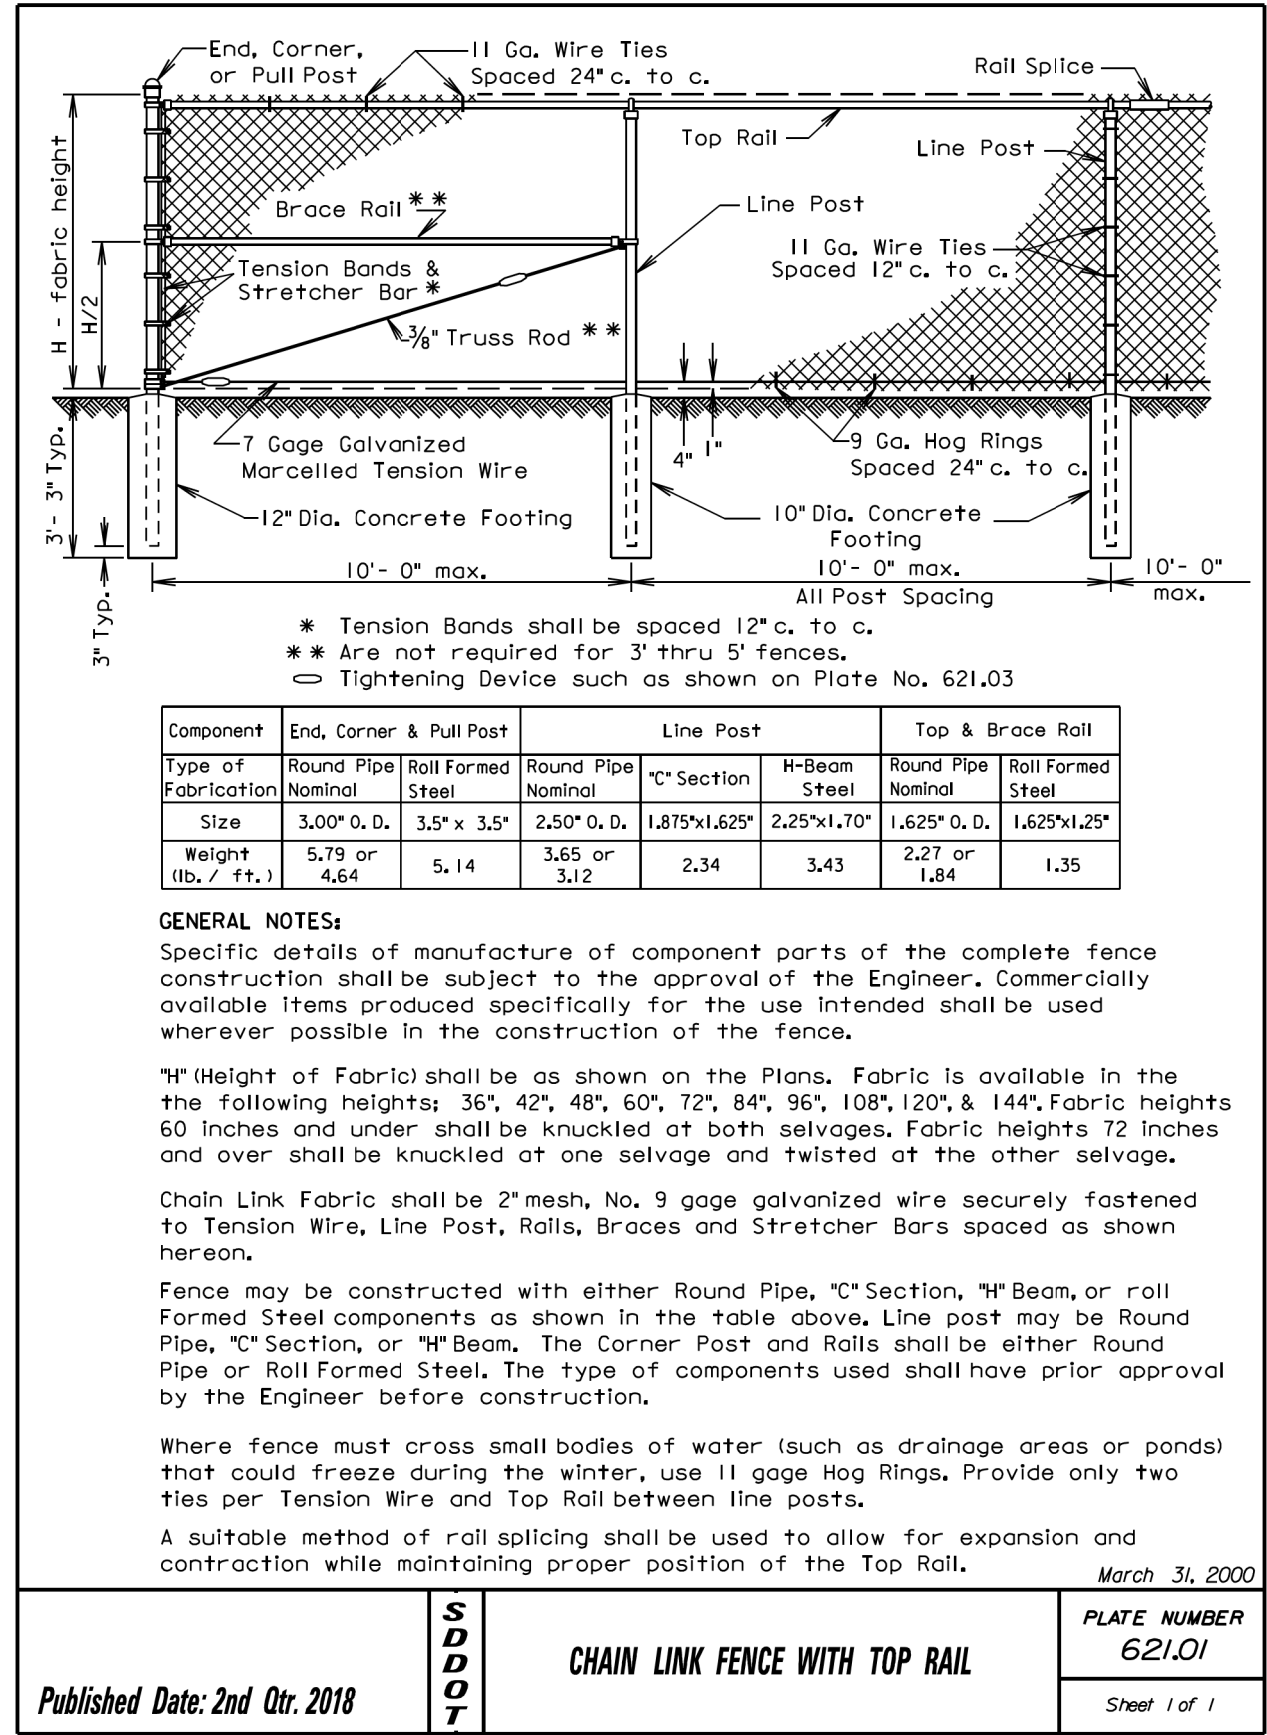 End, Corner,
or Pull Post
11 Ga. Wire Ties
Spaced 24" c. to c.
Rail Splice
Top Rail
Line Post
H - fabric height
H/2
Brace Rail **
Line Post
11 Ga. Wire Ties
Spaced 12" c. to c.
Tension Bands &
Stretcher Bar *
3/8" Truss Rod **
3'- 3" Typ.
7 Gage Galvanized
Marcelled Tension Wire
4" 1"
9 Ga. Hog Rings
Spaced 24" c. to c.
12" Dia. Concrete Footing
10" Dia. Concrete
Footing
3" Typ.
10'- 0" max.
10'- 0" max.
All Post Spacing
10'- 0"
max.
* Tension Bands shall be spaced 12" c. to c.
** Are not required for 3' thru 5' fences.
Tightening Device such as shown on Plate No. 621.03
Component End, Corner & Pull Post Line Post Top & Brace Rail
Type of Fabrication Round Pipe Nominal Roll Formed Steel Round Pipe Nominal "C" Section H-Beam Steel Round Pipe Nominal Roll Formed Steel
Size 3.00" O. D. 3.5" x 3.5" 2.50" O. D. 1.875"x1.625" 2.25"x1.70" 1.625" O. D. 1.625"x1.25"
Weight (lb. / ft.) 5.79 or 4.64 5.14 3.65 or 3.12 2.34 3.43 2.27 or 1.84 1.35
GENERAL NOTES:
Specific details of manufacture of component parts of the complete fence
construction shall be subject to the approval of the Engineer. Commercially
available items produced specifically for the use intended shall be used
wherever possible in the construction of the fence.
"H" (Height of Fabric) shall be as shown on the Plans. Fabric is available in the
the following heights; 36", 42", 48", 60", 72", 84", 96", 108", 120", & 144". Fabric heights
60 inches and under shall be knuckled at both selvages. Fabric heights 72 inches
and over shall be knuckled at one selvage and twisted at the other selvage.
Chain Link Fabric shall be 2" mesh, No. 9 gage galvanized wire securely fastened
to Tension Wire, Line Post, Rails, Braces and Stretcher Bars spaced as shown
hereon.
Fence may be constructed with either Round Pipe, "C" Section, "H" Beam, or roll
Formed Steel components as shown in the table above. Line post may be Round
Pipe, "C" Section, or "H" Beam. The Corner Post and Rails shall be either Round
Pipe or Roll Formed Steel. The type of components used shall have prior approval
by the Engineer before construction.
Where fence must cross small bodies of water (such as drainage areas or ponds)
that could freeze during the winter, use 11 gage Hog Rings. Provide only two
ties per Tension Wire and Top Rail between line posts.
A suitable method of rail splicing shall be used to allow for expansion and
contraction while maintaining proper position of the Top Rail.
March 31, 2000
Published Date: 2nd Qtr. 2018
SDDOT
CHAIN LINK FENCE WITH TOP RAIL
PLATE NUMBER
621.01
Sheet 1 of 1